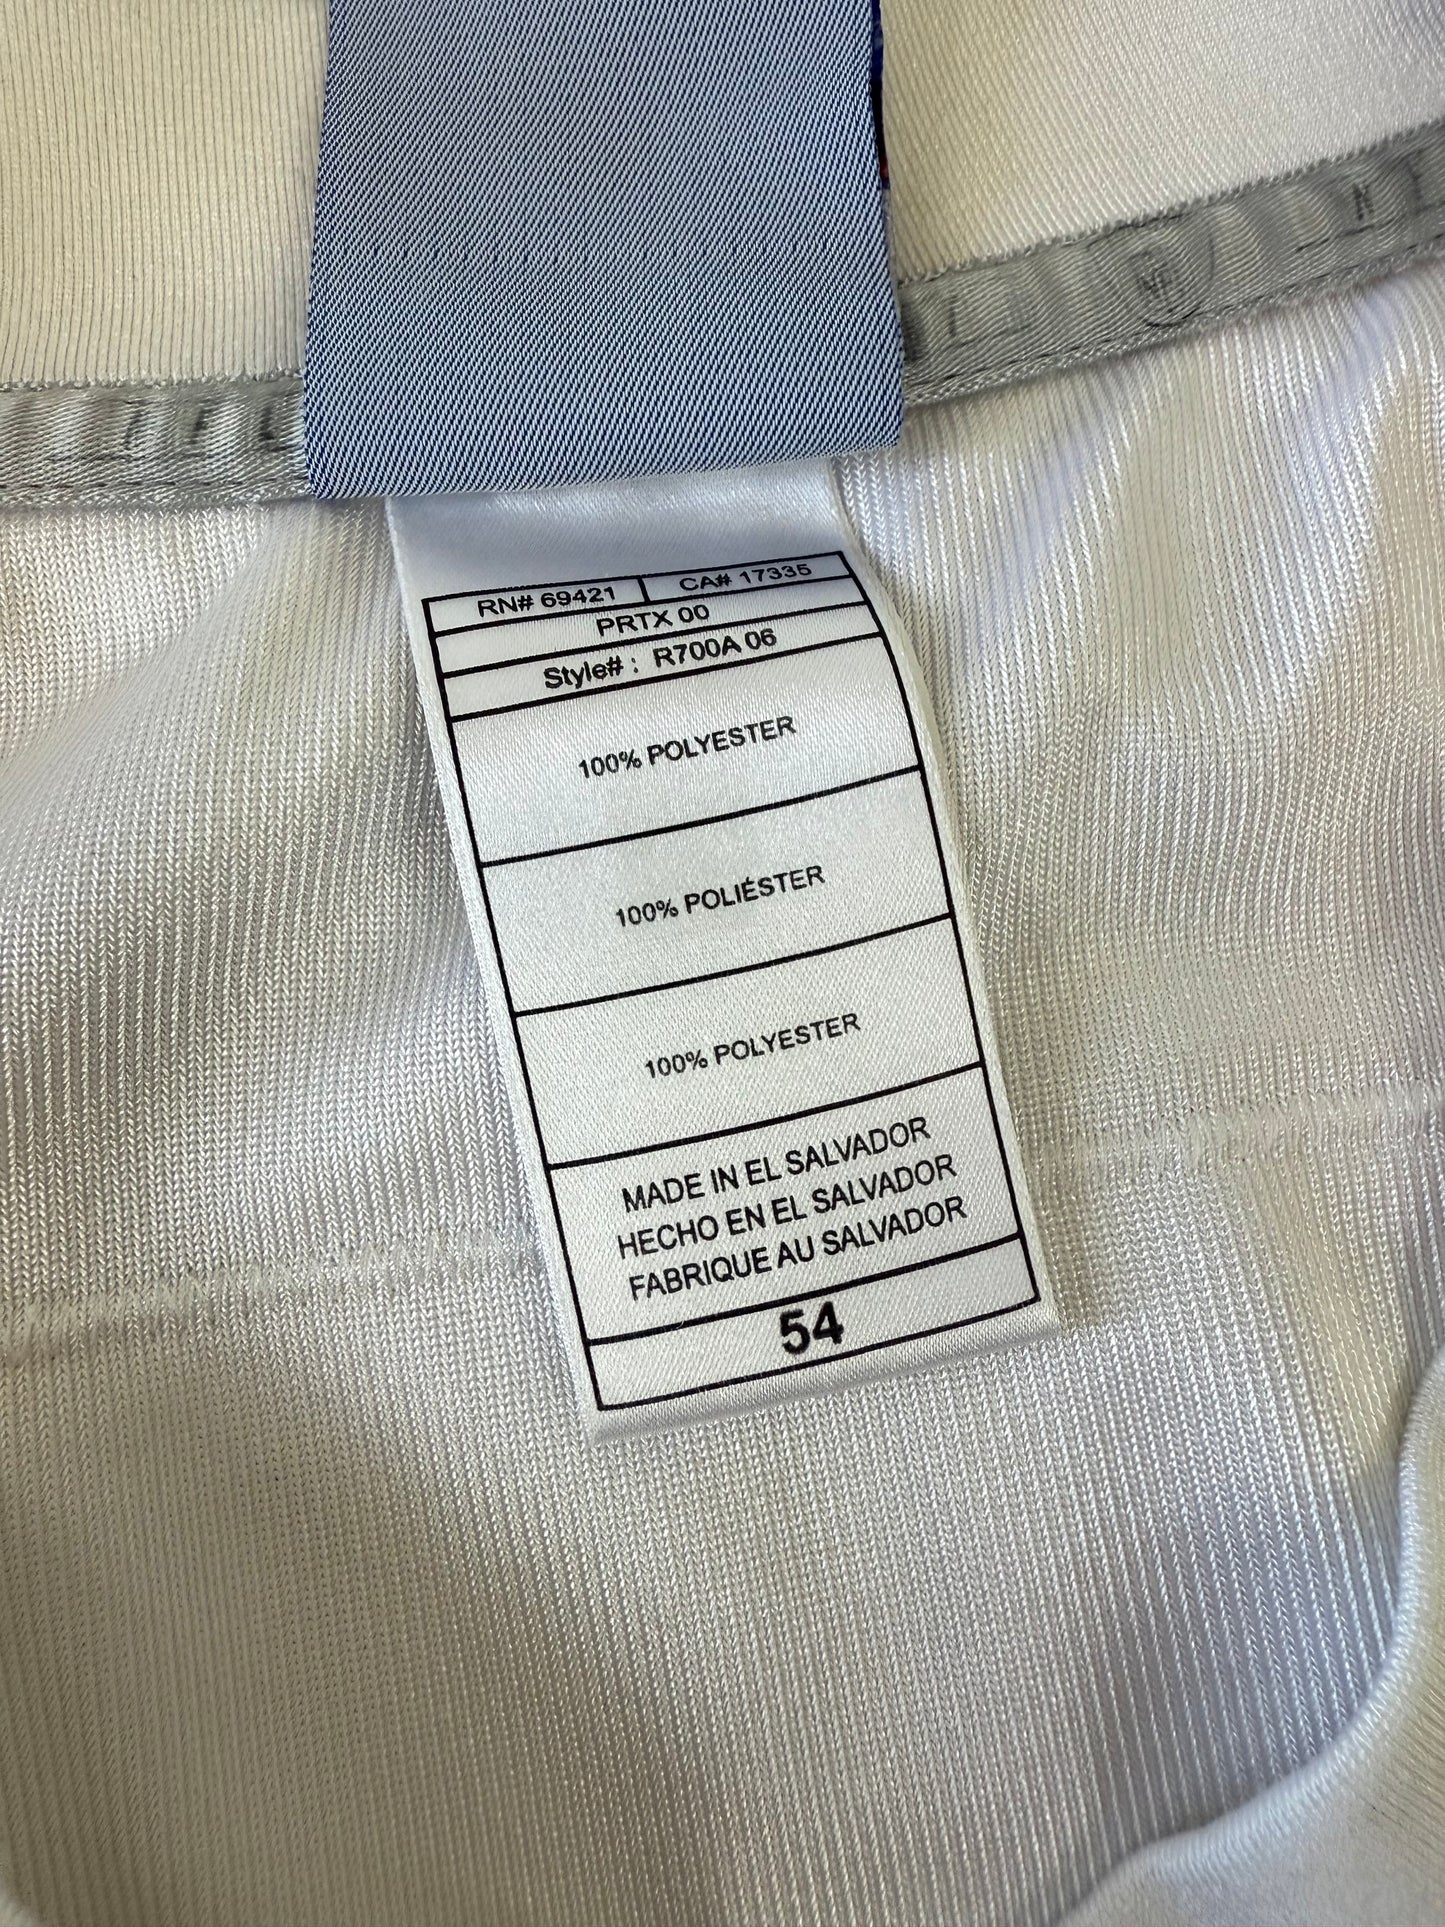 RN# 69421 CA# 17335
PRTX 00
Style# : R700A 06
100% POLYESTER
100% POLIÉSTER
100% POLYESTER
MADE IN EL SALVADOR
HECHO EN EL SALVADOR
FABRIQUE AU SALVADOR
54